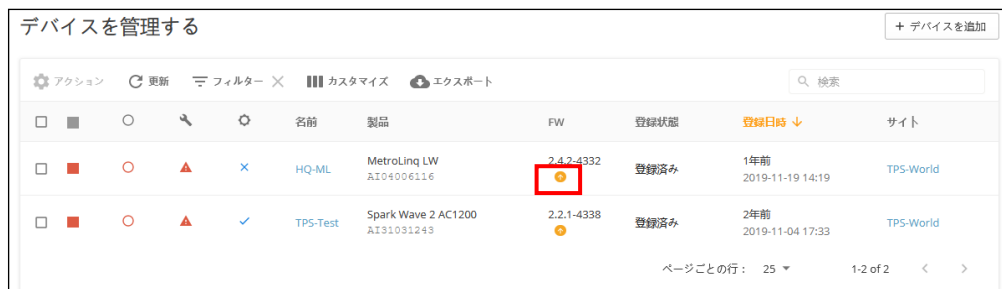 デバイスを管理する
+ デバイスを追加
アクション 更新 フィルター カスタマイズ エクスポート 検索
名前 製品 FW 登録状態 登録日時 サイト
HQ-ML MetroLinq LW 2.4.2-4332 登録済み 1年前 TPS-World
AI04006116 2019-11-19 14:19
TPS-Test Spark Wave 2 AC1200 2.2.1-4338 登録済み 2年前 TPS-World
AI31031243 2019-11-04 17:33
ページごとの行： 25 1-2 of 2